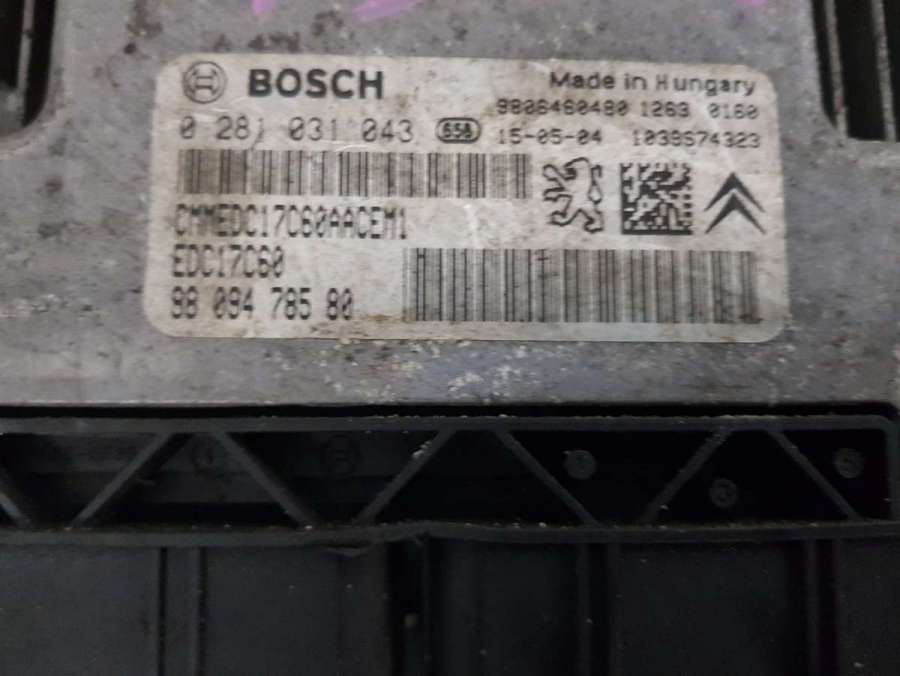 BOSCH
Made in Hungary
9806460480 1263 0160
0 281 031 043 658 15-05-04 1039S74323
CMMEDC17C60AACEM1
EDC17C60
98 094 785 80